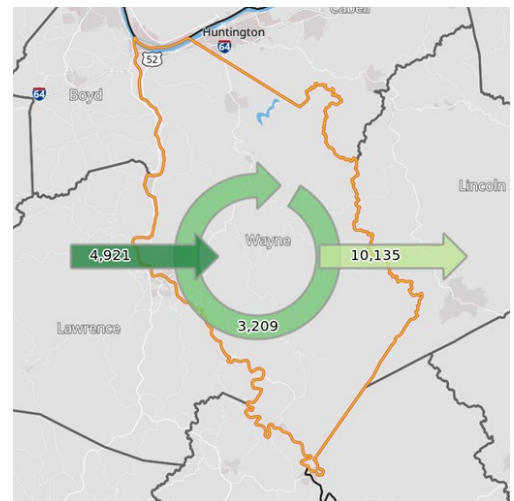 Cabell
Huntington
64
52
64
Boyd
Lincoln
Wayne
4,921
10,135
3,209
Lawrence